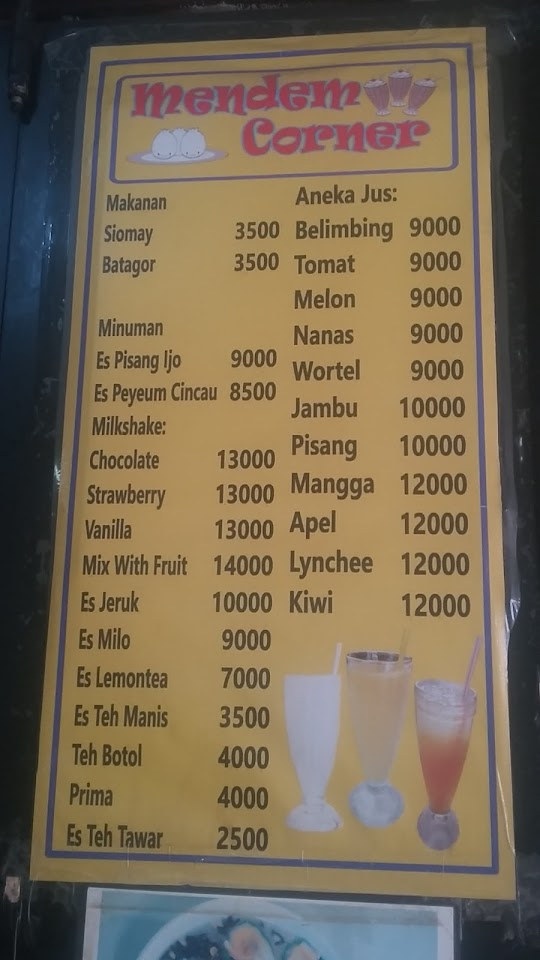 Mendem
Corner
Makanan
Siomay 3500
Batagor 3500
Minuman
Es Pisang Ijo 9000
Es Peyeum Cincau 8500
Milkshake:
Chocolate 13000
Strawberry 13000
Vanilla 13000
Mix With Fruit 14000
Es Jeruk 10000
Es Milo 9000
Es Lemontea 7000
Es Teh Manis 3500
Teh Botol 4000
Prima 4000
Es Teh Tawar 2500
Aneka Jus:
Belimbing 9000
Tomat 9000
Melon 9000
Nanas 9000
Wortel 9000
Jambu 10000
Pisang 10000
Mangga 12000
Apel 12000
Lynchee 12000
Kiwi 12000